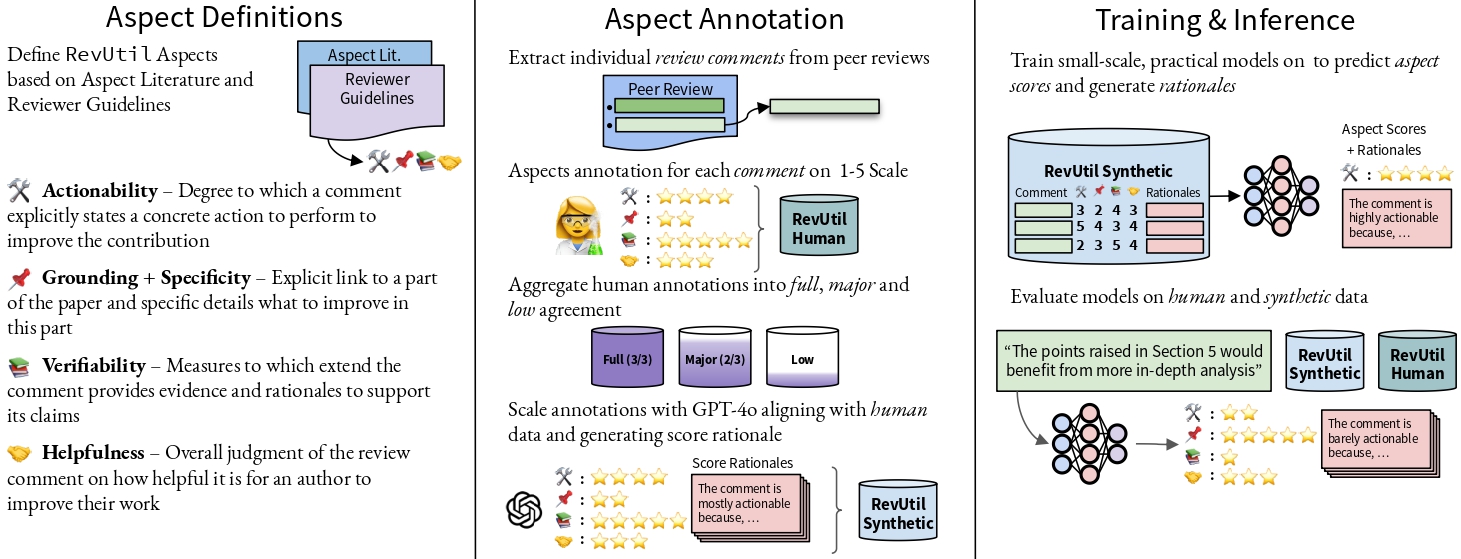 Aspect Definitions
Define RevUtil Aspects
based on Aspect Literature and
Reviewer Guidelines
Aspect Lit.
Reviewer
Guidelines
Actionability – Degree to which a comment
explicitly states a concrete action to perform to
improve the contribution
Grounding + Specificity – Explicit link to a part
of the paper and specific details what to improve in
this part
Verifiability – Measures to which extend the
comment provides evidence and rationales to support
its claims
Helpfulness – Overall judgment of the review
comment on how helpful it is for an author to
improve their work
Aspect Annotation
Extract individual review comments from peer reviews
Peer Review
Aspects annotation for each comment on 1-5 Scale
:
:
:
:
RevUtil
Human
Aggregate human annotations into full, major and
low agreement
Full (3/3)
Major (2/3)
Low
Scale annotations with GPT-4o aligning with human
data and generating score rationale
:
:
:
:
Score Rationales
The comment is
mostly actionable
because, …
RevUtil
Synthetic
Training & Inference
Train small-scale, practical models on to predict aspect
scores and generate rationales
RevUtil Synthetic
Comment Rationales
3 2 4 3
5 4 3 4
2 3 5 4
Aspect Scores
+ Rationales
:
The comment is
highly actionable
because, …
Evaluate models on human and synthetic data
“The points raised in Section 5 would
benefit from more in-depth analysis”
RevUtil
Synthetic
RevUtil
Human
:
:
:
:
The comment is
barely actionable
because, …